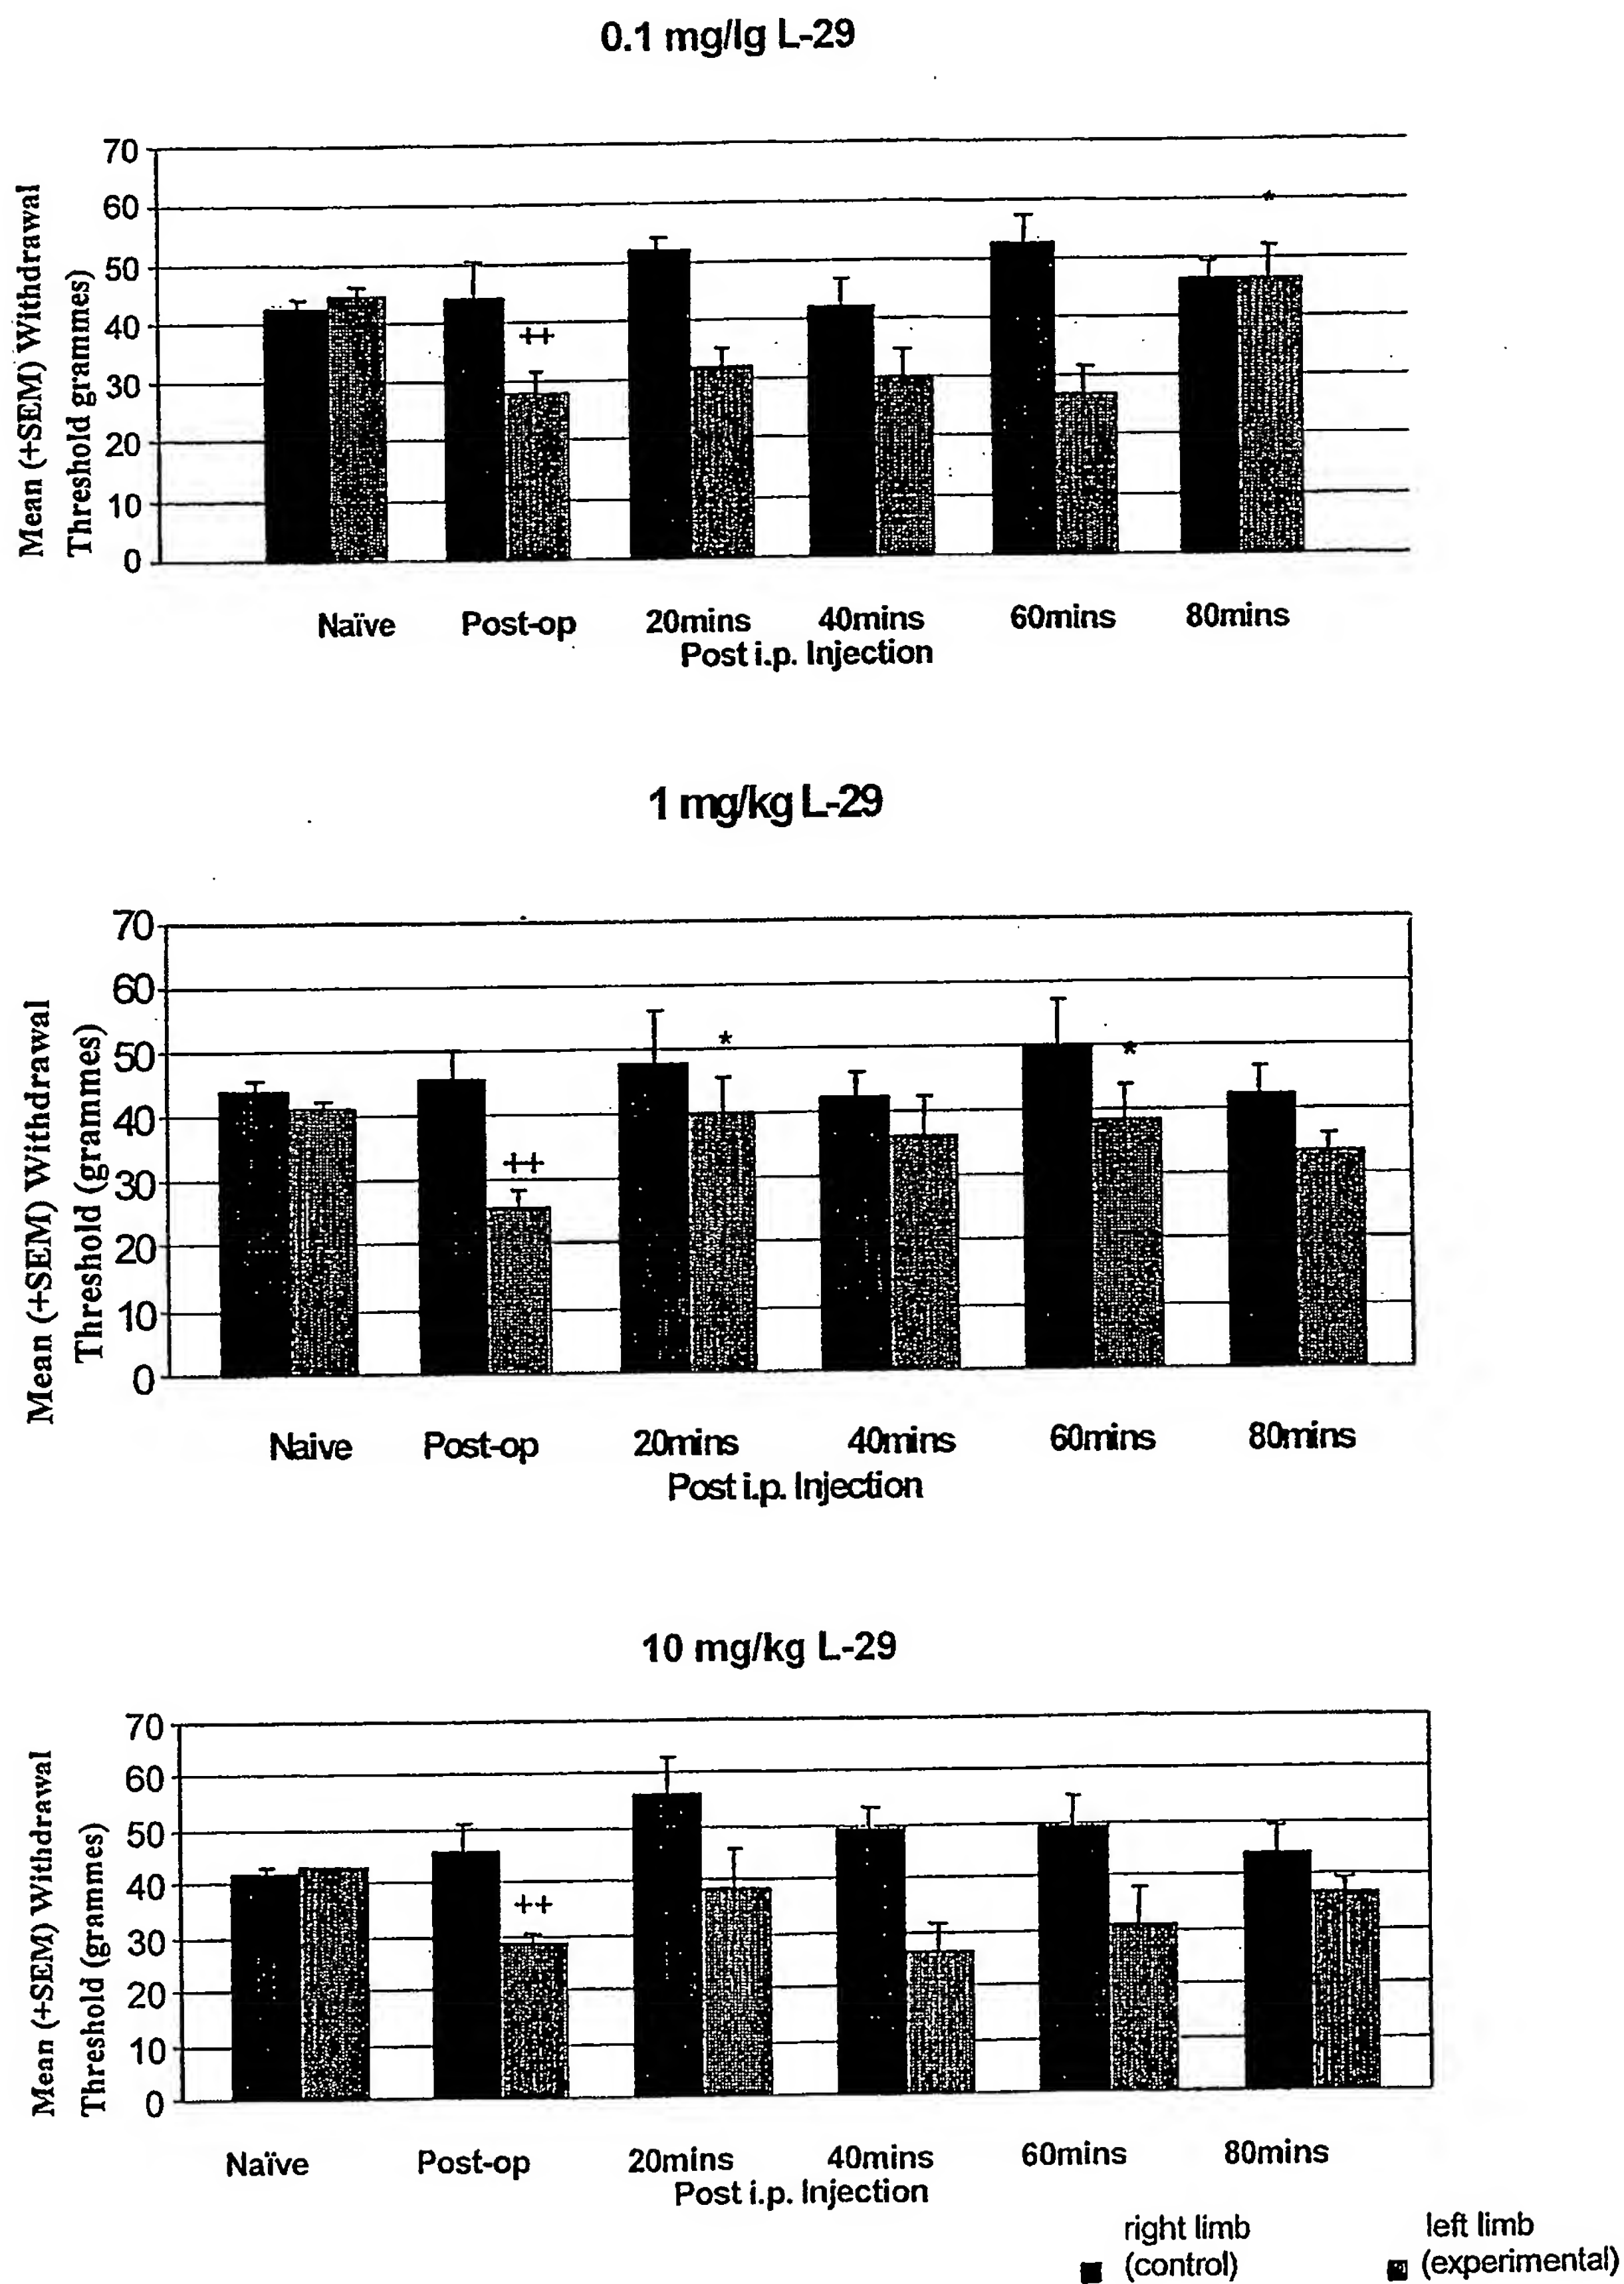 0.1 mg/lg L-29
Mean (+SEM) Withdrawal
Threshold grammes)
70
60
50
40
30
20
10
0
*
++
Naïve Post-op 20mins 40mins 60mins 80mins
Post i.p. Injection
1 mg/kg L-29
Mean (+SEM) Withdrawal
Threshold (grammes)
70
60
50
40
30
20
10
0
* *
++
Naive Post-op 20mins 40mins 60mins 80mins
Post i.p. Injection
10 mg/kg L-29
Mean (+SEM) Withdrawal
Threshold (grammes)
70
60
50
40
30
20
10
0
++
Naïve Post-op 20mins 40mins 60mins 80mins
Post i.p. Injection
right limb left limb
(control) (experimental)